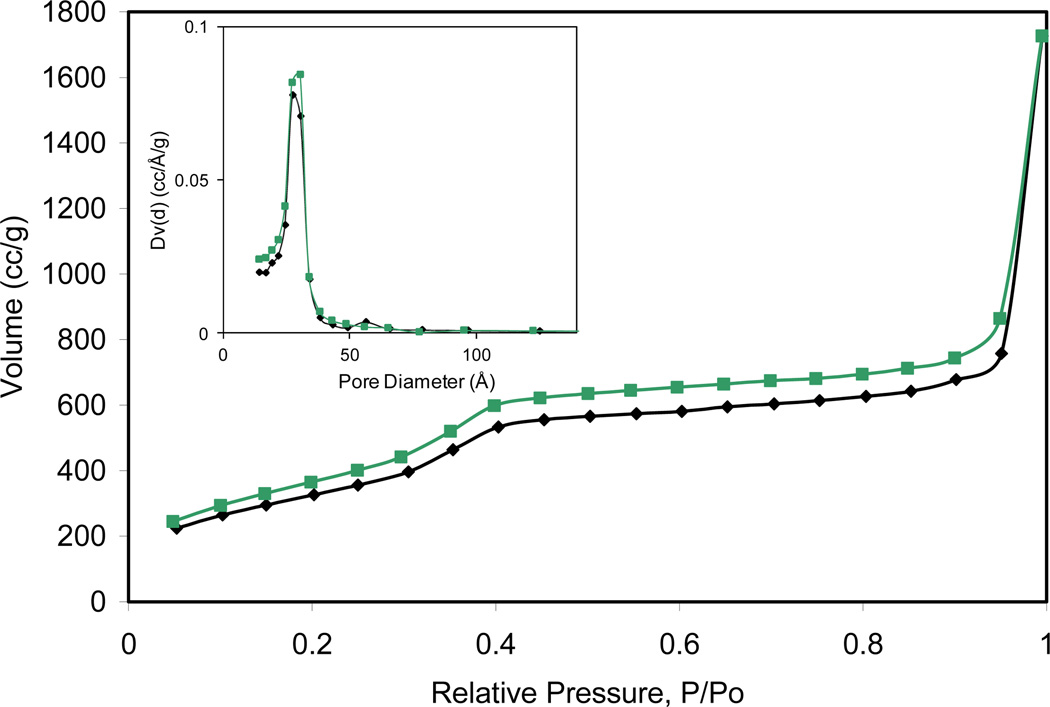 1800
1600
1400
1200
1000
800
600
400
200
0
Volume (cc/g)
0 0.2 0.4 0.6 0.8 1
Relative Pressure, P/Po
0.1
0.05
0
Dv(d) (cc/Å/g)
0 50 100
Pore Diameter (Å)